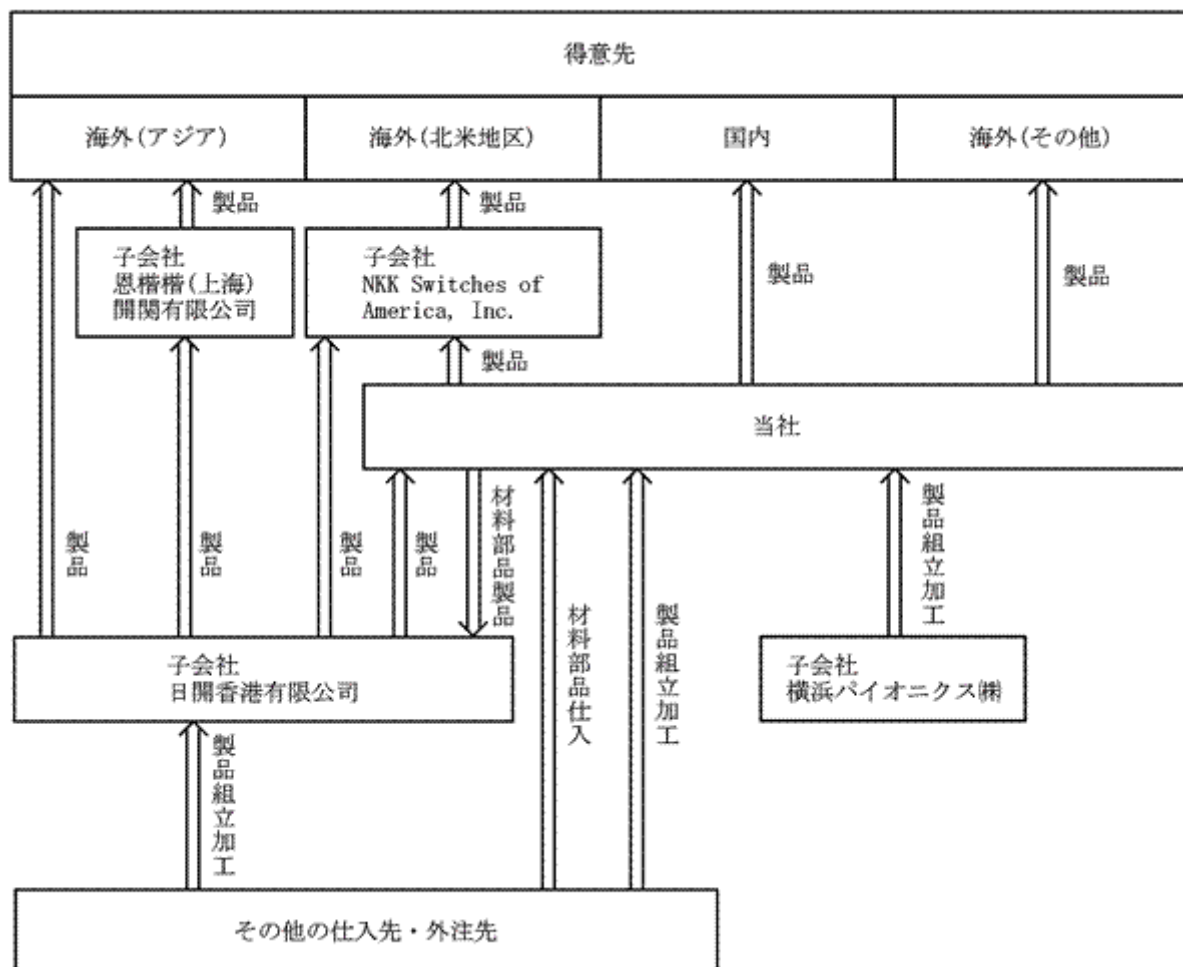 得意先
海外(アジア)
海外(北米地区)
国内
海外(その他)
製品
製品
子会社
恩楷楷(上海)
開関有限公司
子会社
NKK Switches of
America, Inc.
製品
製品
製品
当社
製品
製品
製品
製品
材料部品製品
材料部品仕入
製品組立加工
製品組立加工
子会社
日開香港有限公司
子会社
横浜パイオニクス㈱
製品組立加工
その他の仕入先・外注先